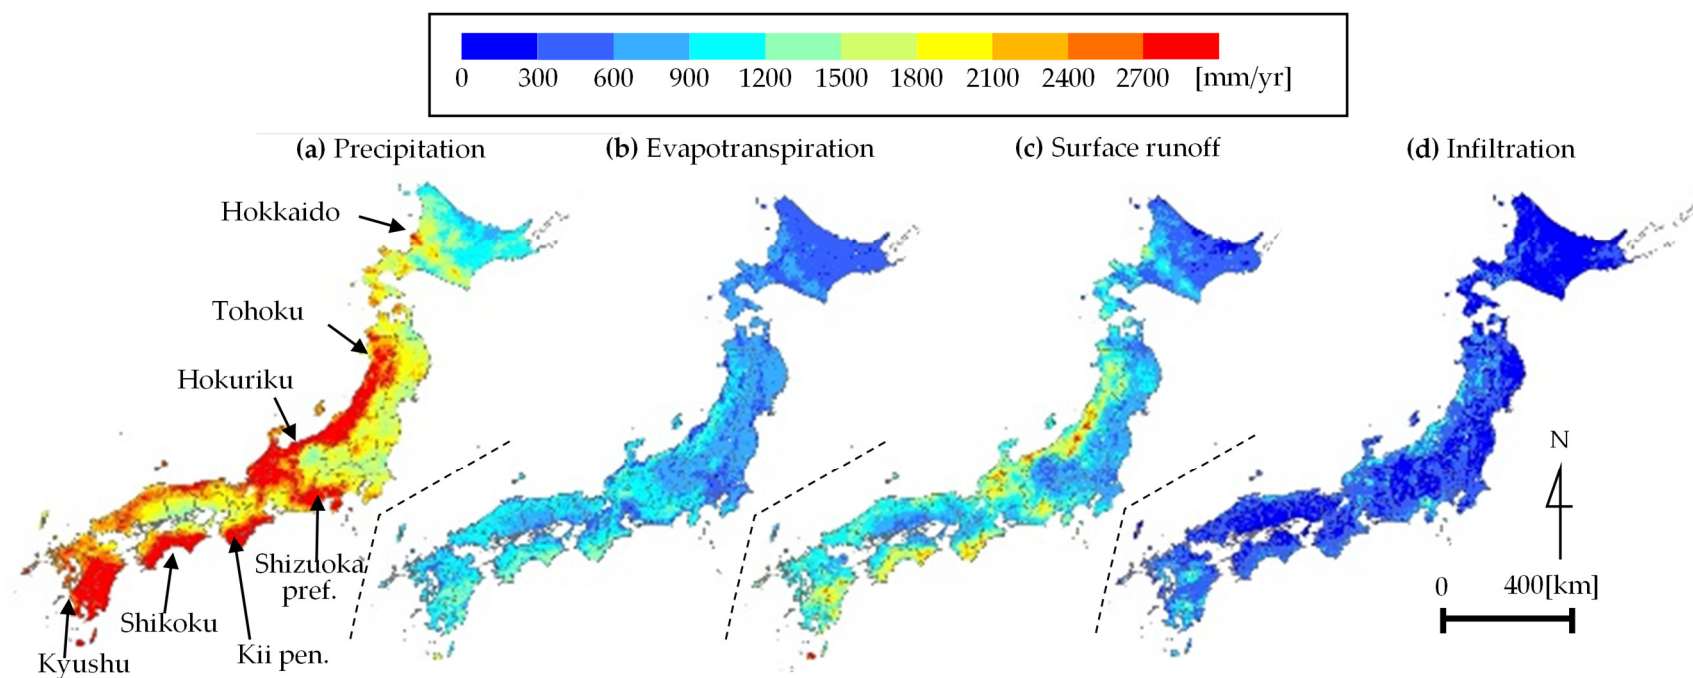 0 300 600 900 1200 1500 1800 2100 2400 2700 [mm/yr]
(a) Precipitation
(b) Evapotranspiration
(c) Surface runoff
(d) Infiltration
Hokkaido
Tohoku
Hokuriku
Shizuoka
pref.
Shikoku
Kii pen.
Kyushu
N
0 400[km]